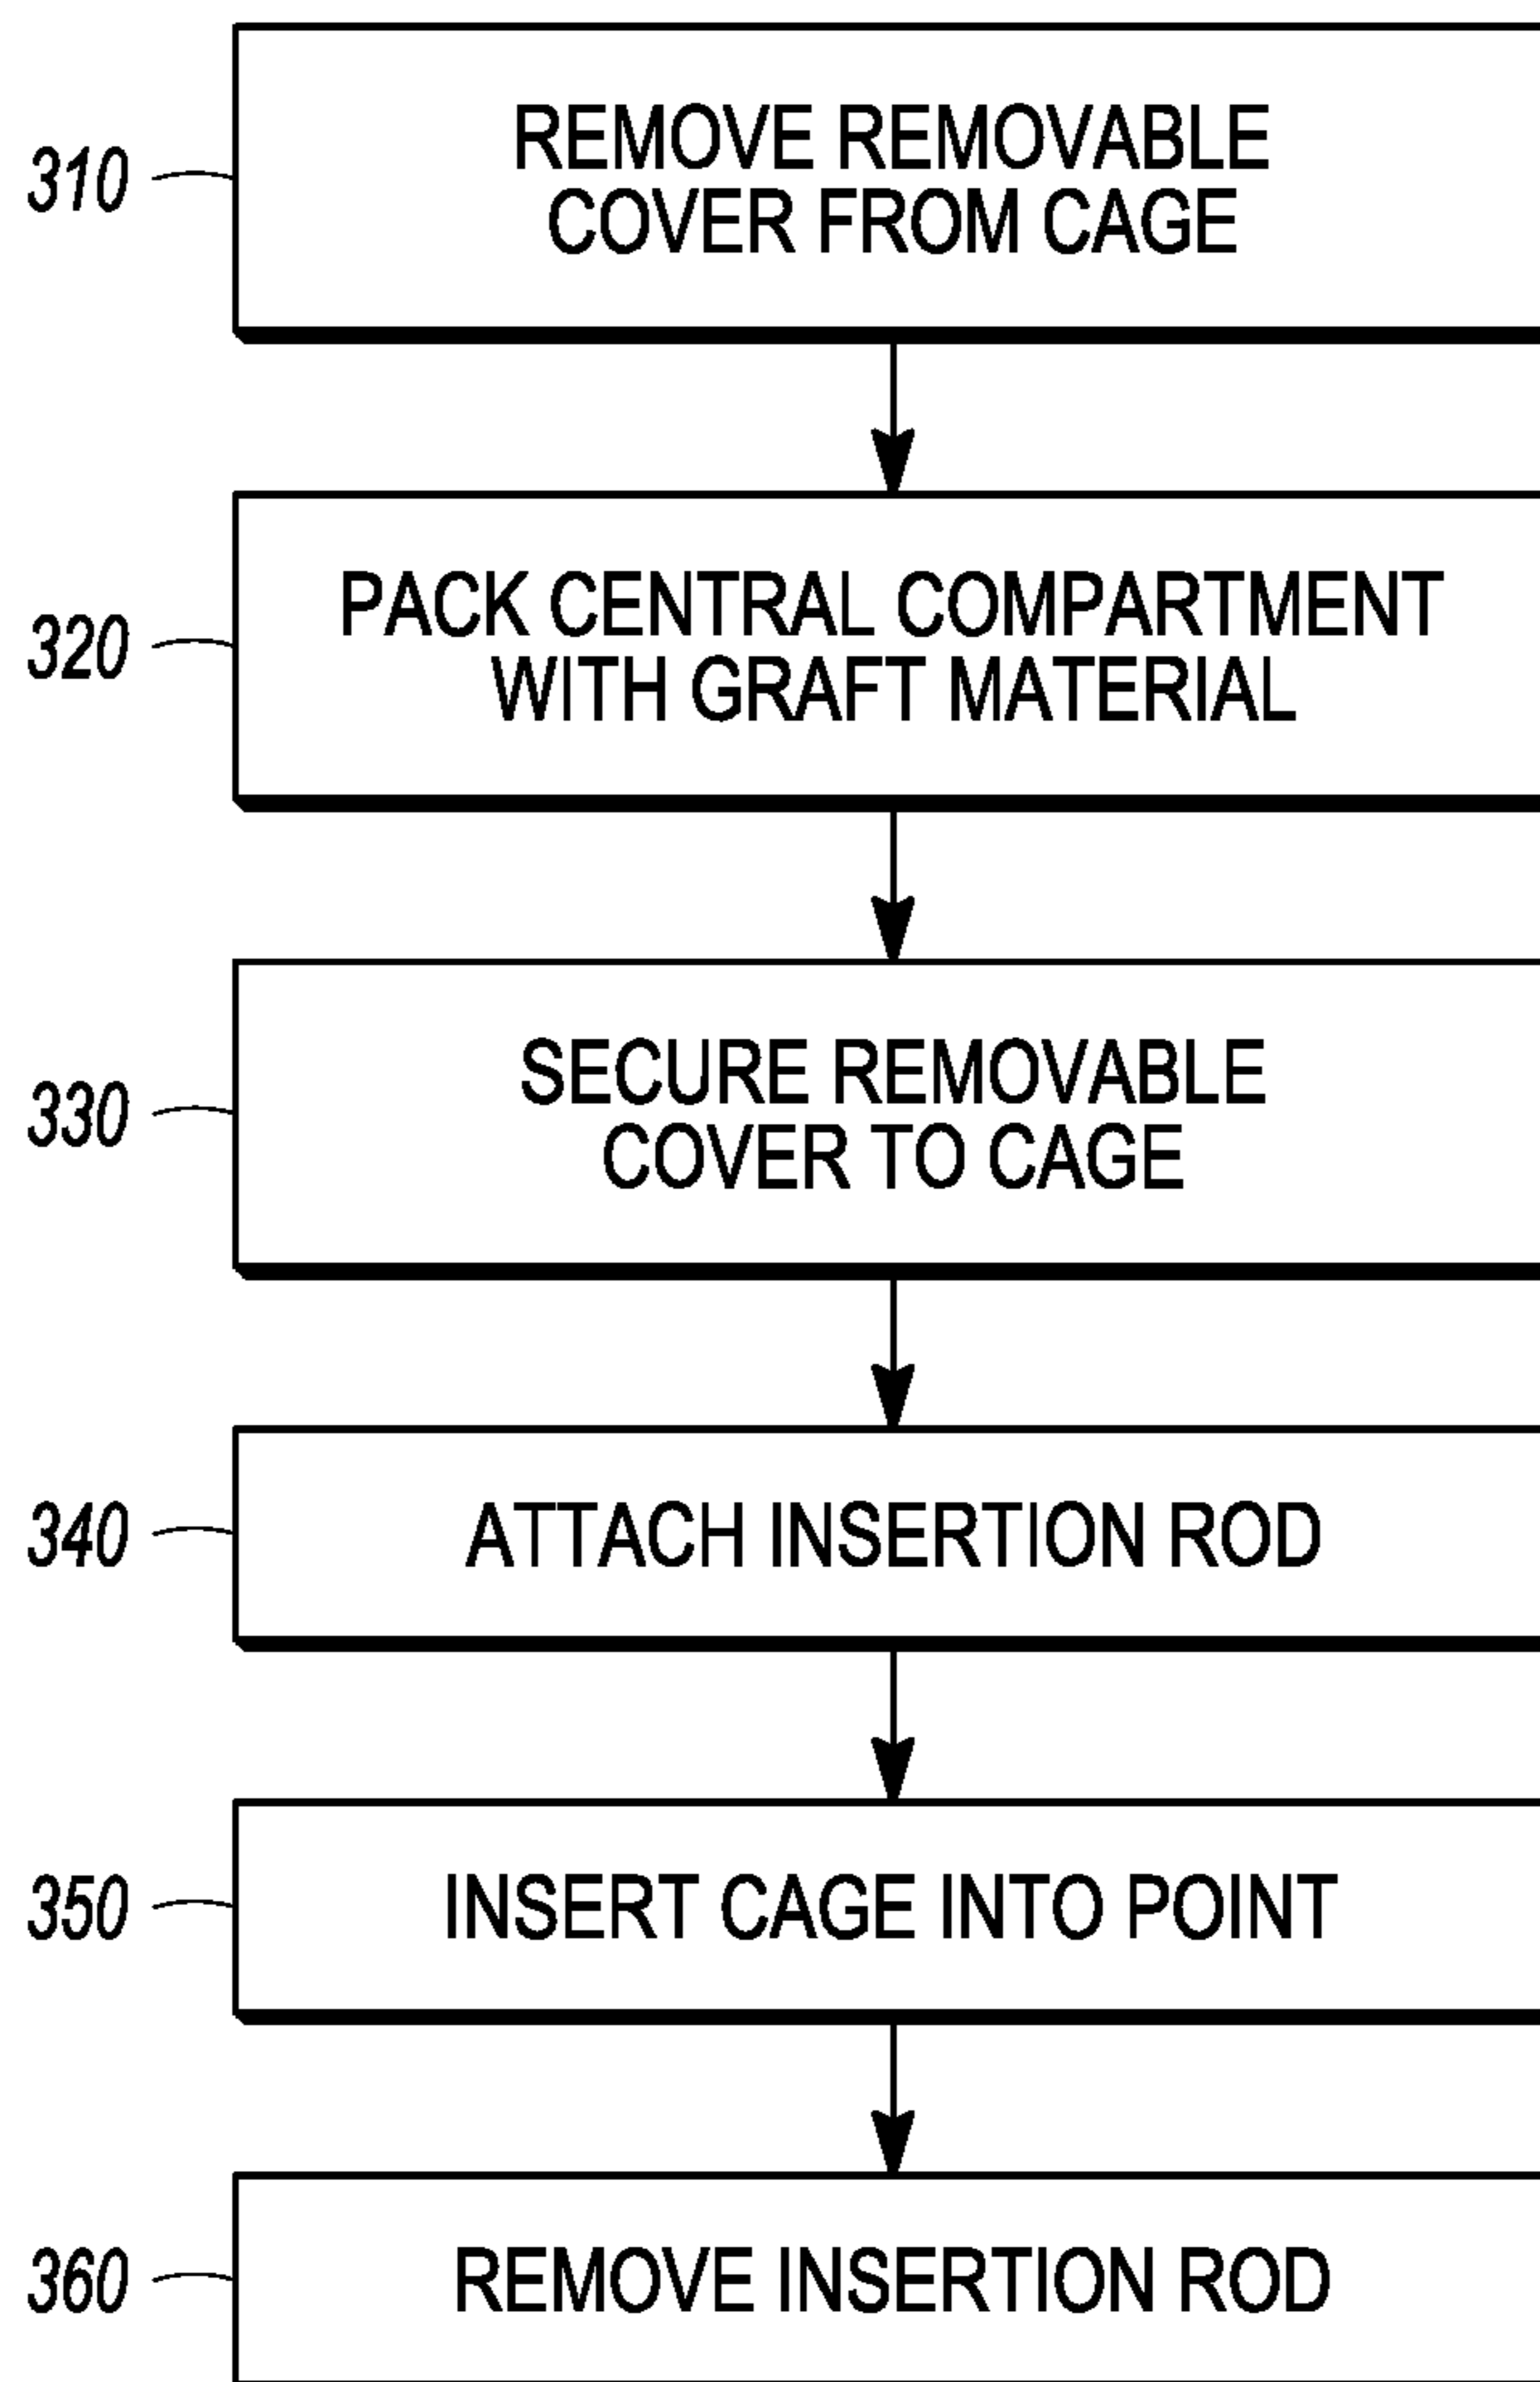 310
REMOVE REMOVABLE
COVER FROM CAGE
320
PACK CENTRAL COMPARTMENT
WITH GRAFT MATERIAL
330
SECURE REMOVABLE
COVER TO CAGE
340
ATTACH INSERTION ROD
350
INSERT CAGE INTO POINT
360
REMOVE INSERTION ROD